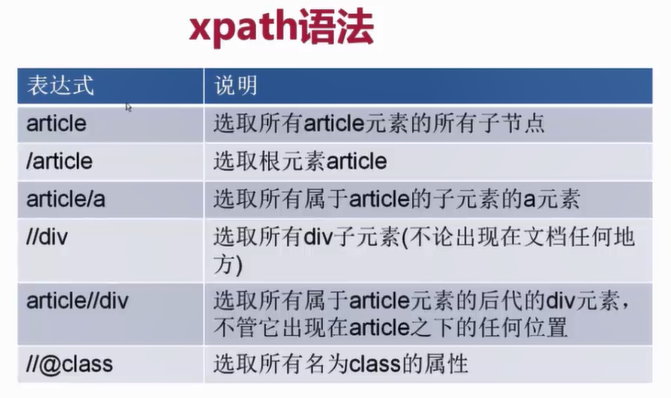 xpath语法
表达式 说明
article 选取所有article元素的所有子节点
/article 选取根元素article
article/a 选取所有属于article的子元素的a元素
//div 选取所有div子元素(不论出现在文档任何地
方)
article//div 选取所有属于article元素的后代的div元素，
不管它出现在article之下的任何位置
//@class 选取所有名为class的属性